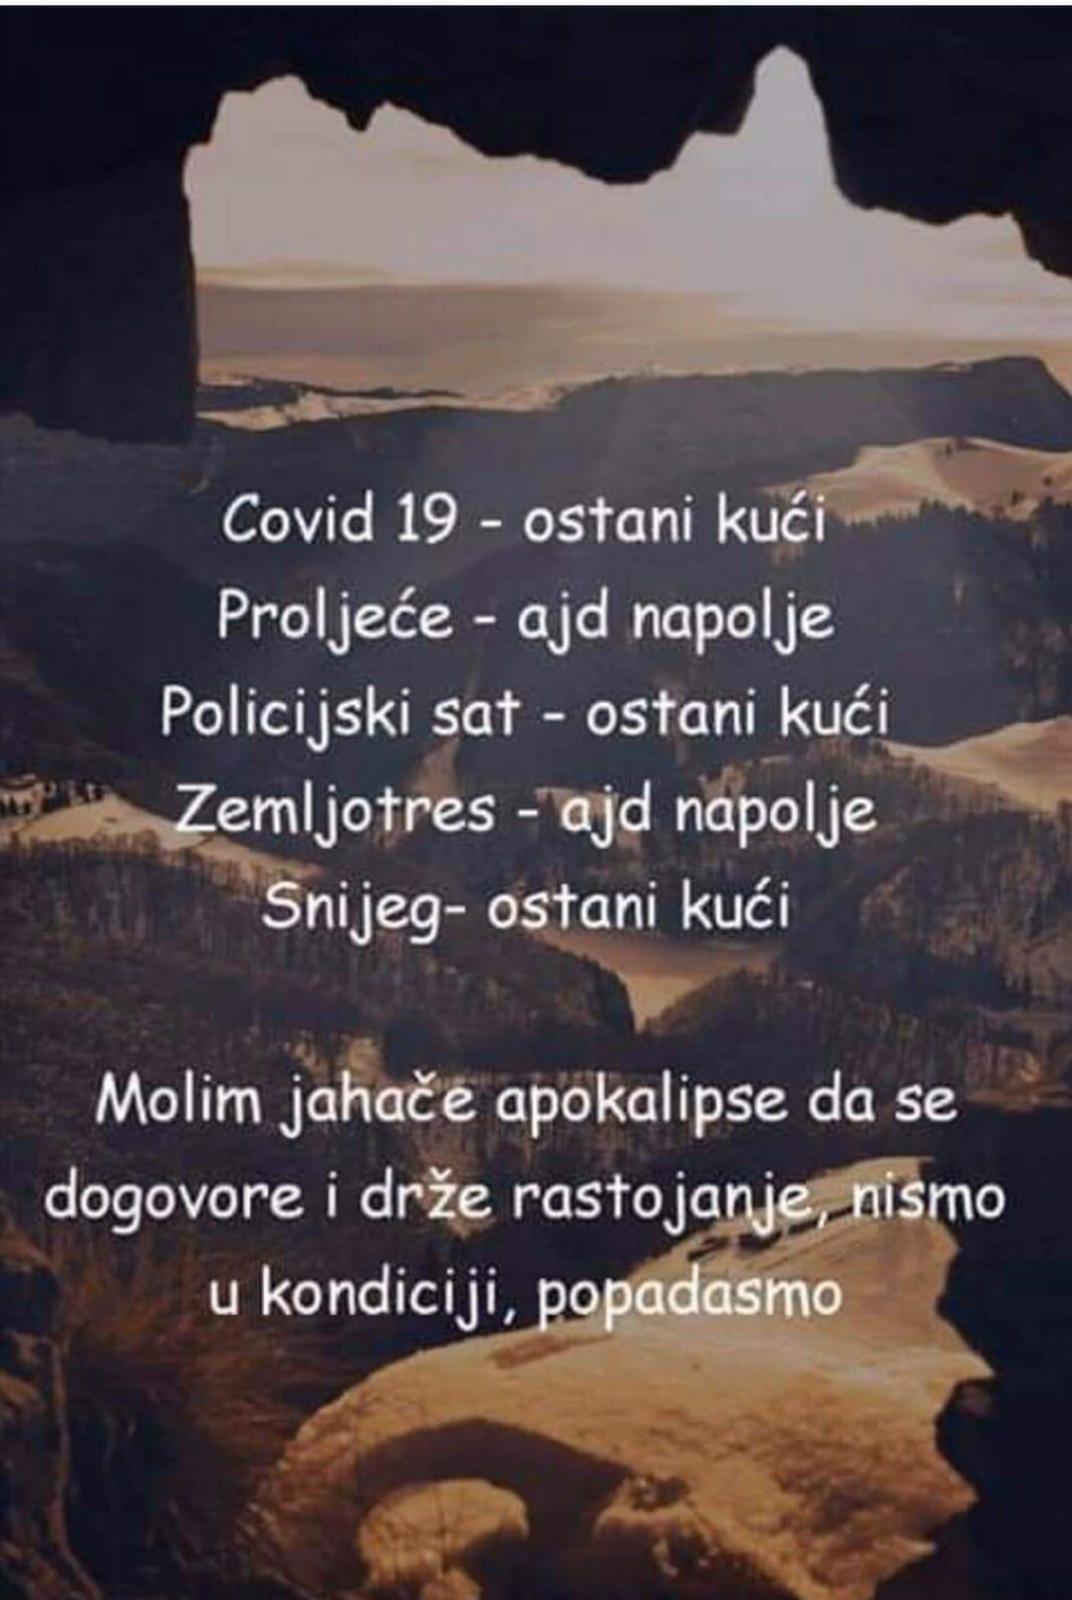 Covid 19 - ostani kući
Proljeće - ajd napolje
Policijski sat - ostani kući
Zemljotres - ajd napolje
Snijeg- ostani kući
Molim jahače apokalipse da se
dogovore i drže rastojanje, nismo
u kondiciji, popadasmo